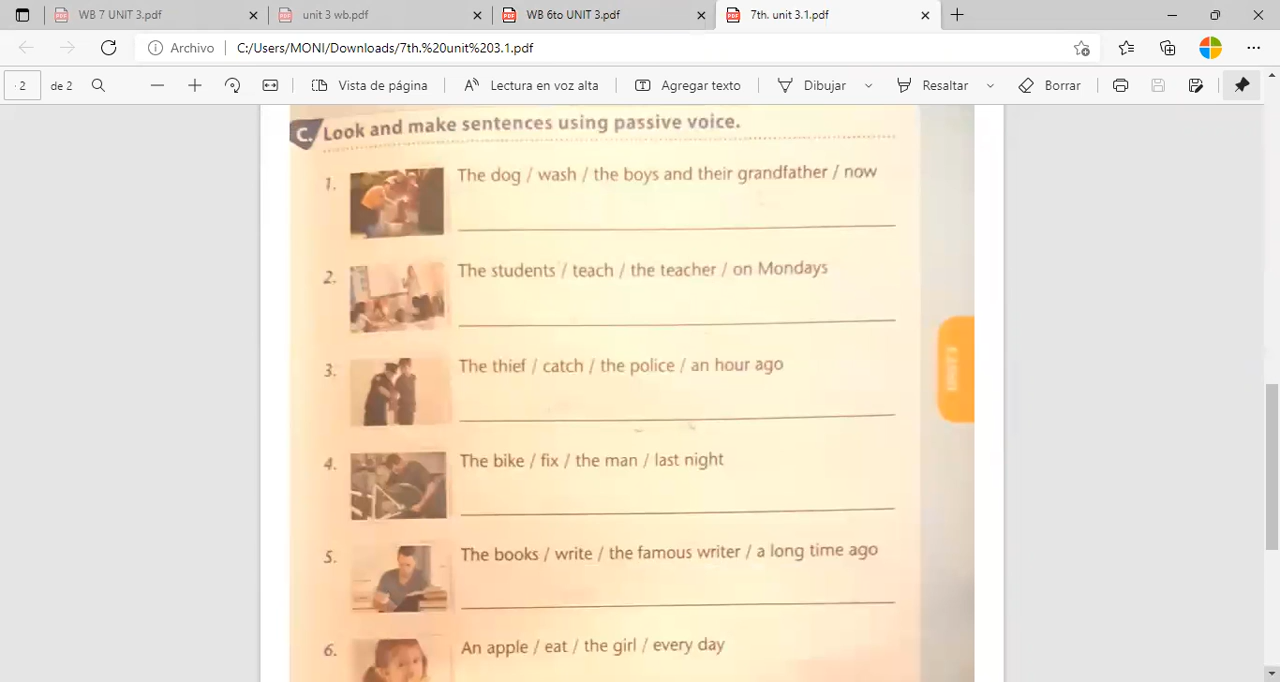 WB 7 UNIT 3.pdf
unit 3 wb.pdf
WB 6to UNIT 3.pdf
7th. unit 3.1.pdf
Archivo
C:/Users/MONI/Downloads/7th.%20unit%203.1.pdf
2
de 2
Vista de página
Lectura en voz alta
Agregar texto
Dibujar
Resaltar
Borrar
C. Look and make sentences using passive voice.
1. The dog / wash / the boys and their grandfather / now
2. The students / teach / the teacher / on Mondays
3. The thief / catch / the police / an hour ago
4. The bike / fix / the man / last night
5. The books / write / the famous writer / a long time ago
6. An apple / eat / the girl / every day